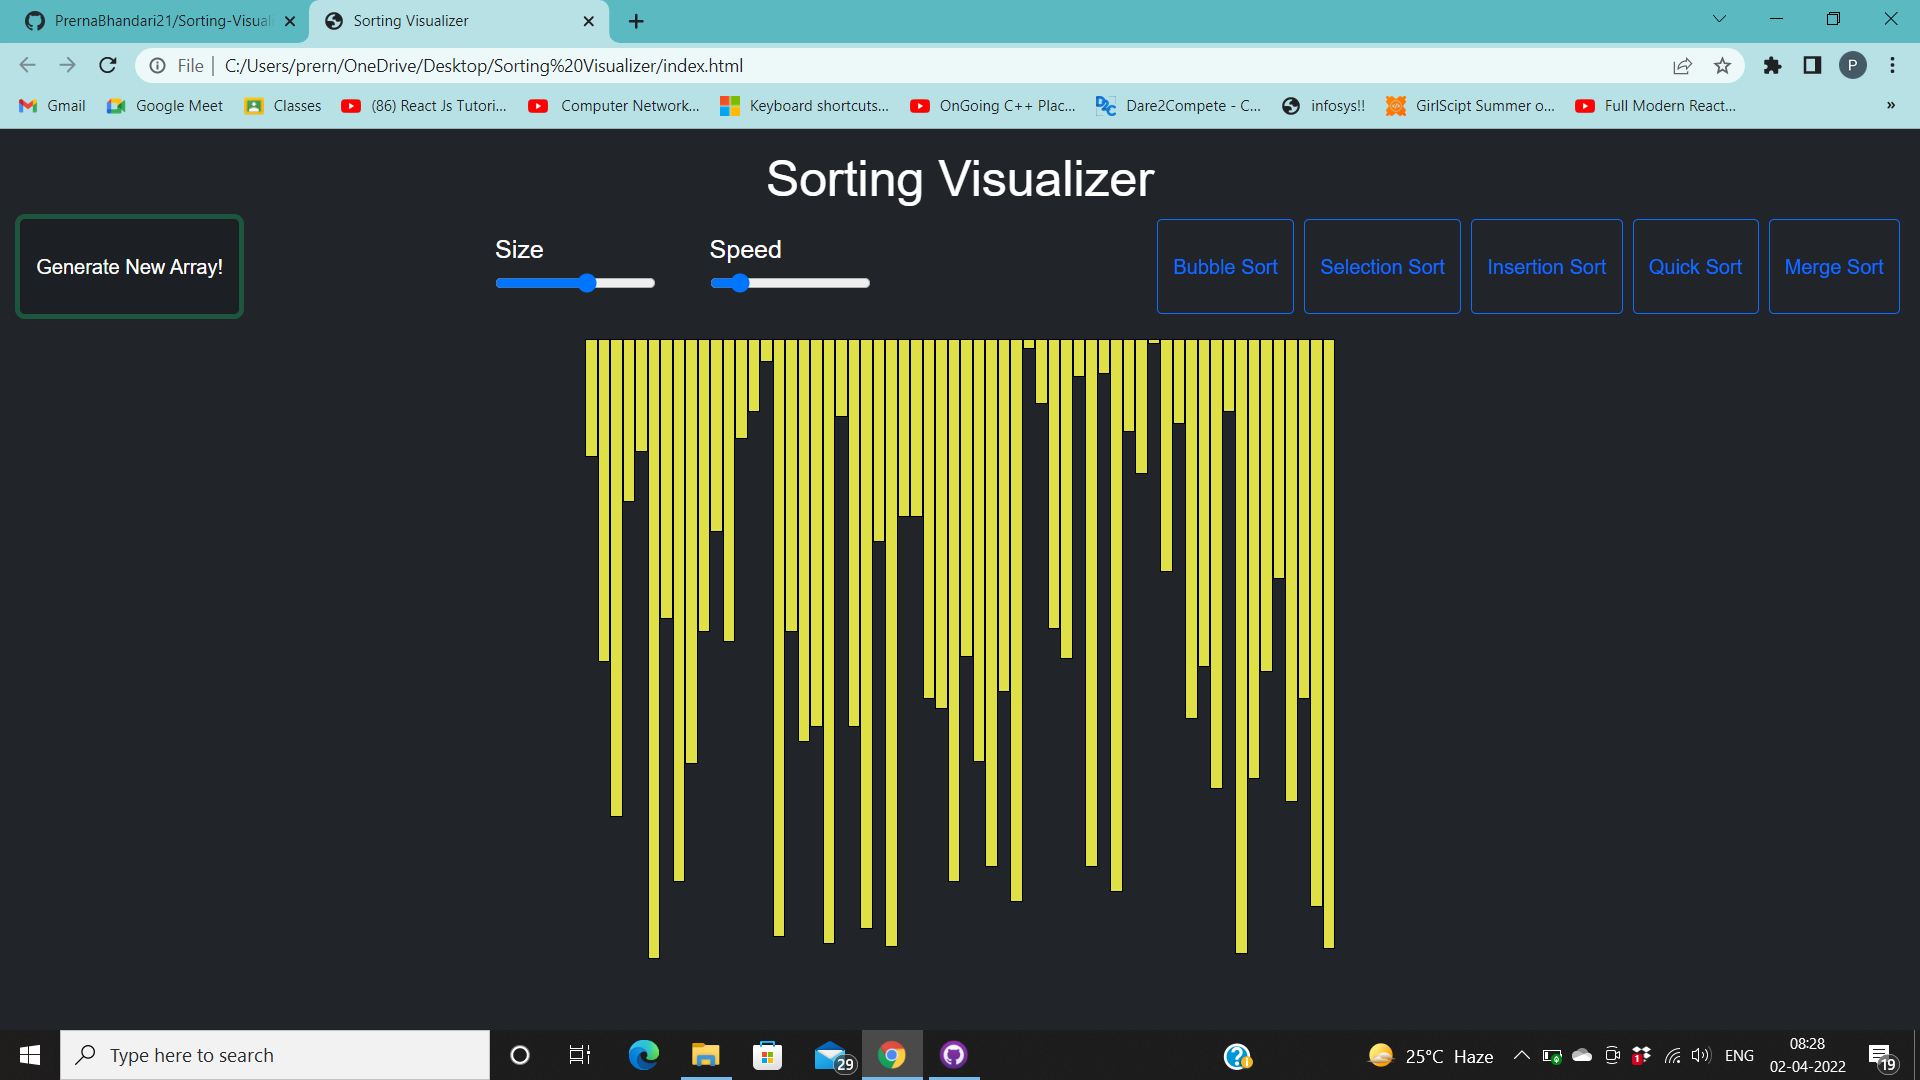 PrernaBhandari21/Sorting-Visuali
Sorting Visualizer
File
C:/Users/prern/OneDrive/Desktop/Sorting%20Visualizer/index.html
P
Gmail
Google Meet
Classes
(86) React Js Tutori...
Computer Network...
Keyboard shortcuts...
OnGoing C++ Plac...
Dare2Compete - C...
infosys!!
GirlScipt Summer o...
Full Modern React...
»
Sorting Visualizer
Generate New Array!
Size
Speed
Bubble Sort
Selection Sort
Insertion Sort
Quick Sort
Merge Sort
Type here to search
29
25°C Haze
1
ENG
08:28
02-04-2022
19